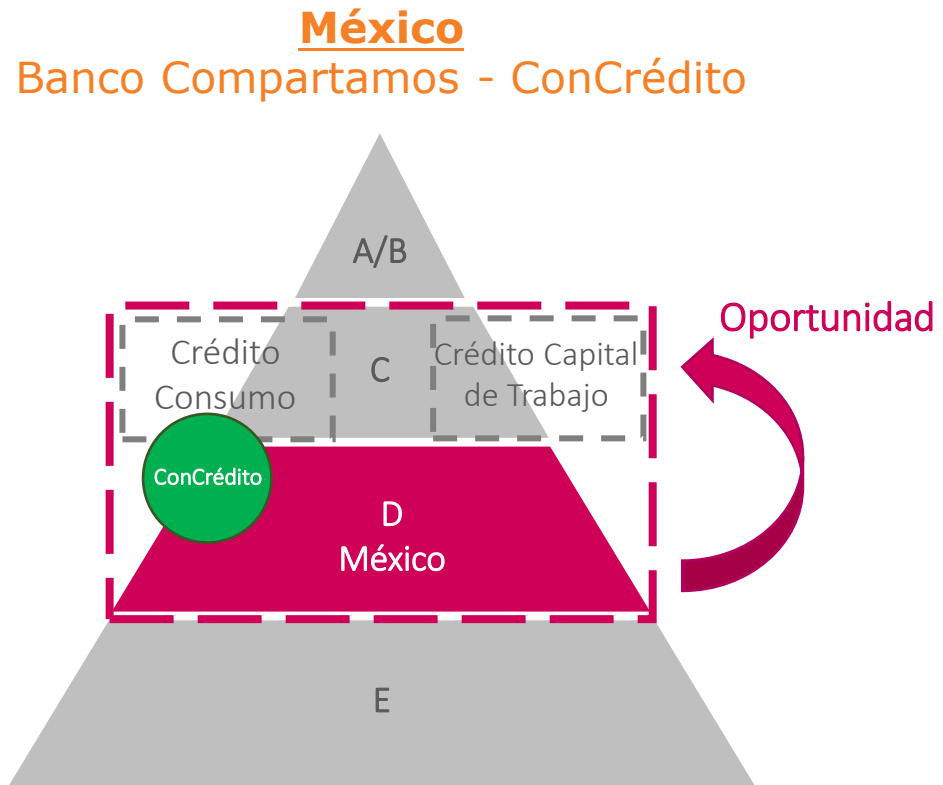 México
Banco Compartamos - ConCrédito
A/B
Oportunidad
Crédito
Consumo
C
Crédito Capital
de Trabajo
ConCrédito
D
México
E